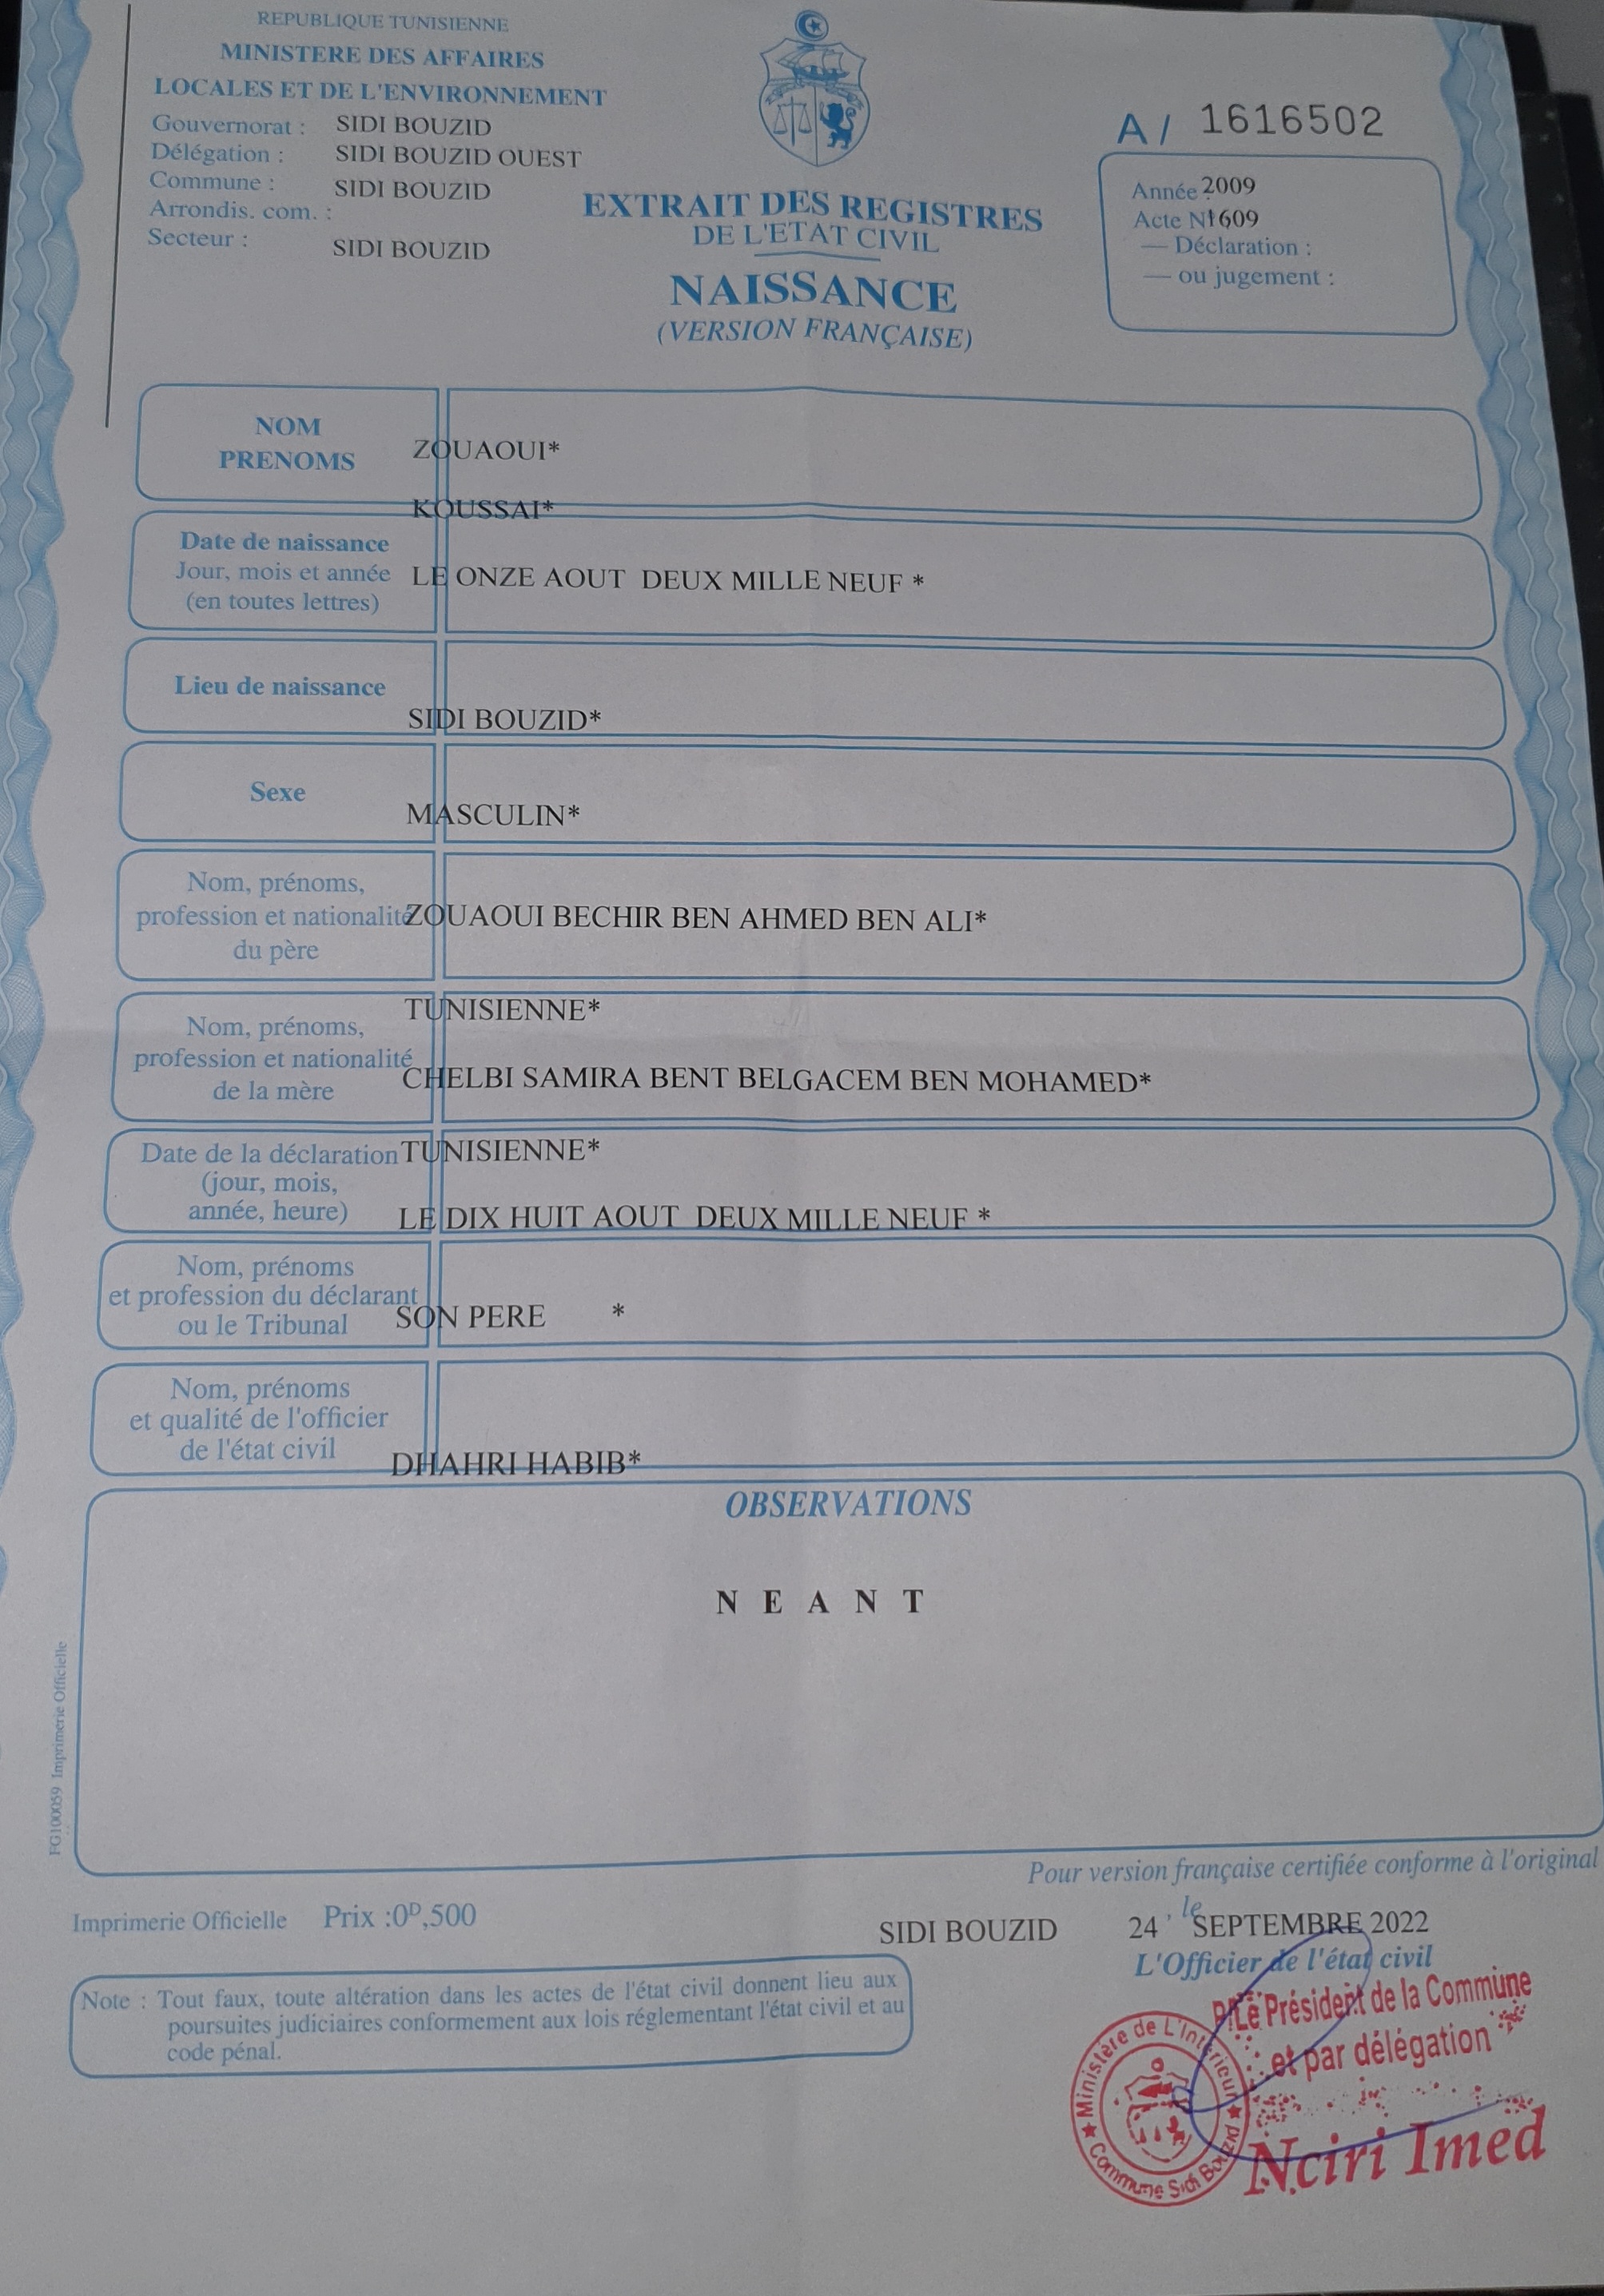 REPUBLIQUE TUNISIENNE
MINISTERE DES AFFAIRES
LOCALES ET DE L'ENVIRONNEMENT
Gouvernorat : SIDI BOUZID
Délégation : SIDI BOUZID OUEST
Commune : SIDI BOUZID
Arrondis. com. :
Secteur : SIDI BOUZID
EXTRAIT DES REGISTRES
DE L'ETAT CIVIL
NAISSANCE
(VERSION FRANÇAISE)
A / 1616502
Année : 2009
Acte N° 1609
— Déclaration :
— ou jugement :
NOM
PRENOMS
ZOUAOUI*
KOUSSAI*
Date de naissance
Jour, mois et année
(en toutes lettres)
LE ONZE AOUT DEUX MILLE NEUF *
Lieu de naissance
SIDI BOUZID*
Sexe
MASCULIN*
Nom, prénoms,
profession et nationalité
du père
ZOUAOUI BECHIR BEN AHMED BEN ALI*
TUNISIENNE*
Nom, prénoms,
profession et nationalité
de la mère
CHELBI SAMIRA BENT BELGACEM BEN MOHAMED*
TUNISIENNE*
Date de la déclaration
(jour, mois,
année, heure)
LE DIX HUIT AOUT DEUX MILLE NEUF *
Nom, prénoms
et profession du déclarant
ou le Tribunal
SON PERE *
Nom, prénoms
et qualité de l'officier
de l'état civil
DHAHRI HABIB*
OBSERVATIONS
N E A N T
FG100059 Imprimerie Officielle
Pour version française certifiée conforme à l'original
Imprimerie Officielle Prix :0D,500
SIDI BOUZID le 24 SEPTEMBRE 2022
L'Officier de l'état civil
P/Le Président de la Commune
et par délégation
Nciri Imed
Ministère de L'Intérieur
Commune Sidi Bouzid
Note : Tout faux, toute altération dans les actes de l'état civil donnent lieu aux
poursuites judiciaires conformement aux lois réglementant l'état civil et au
code pénal.